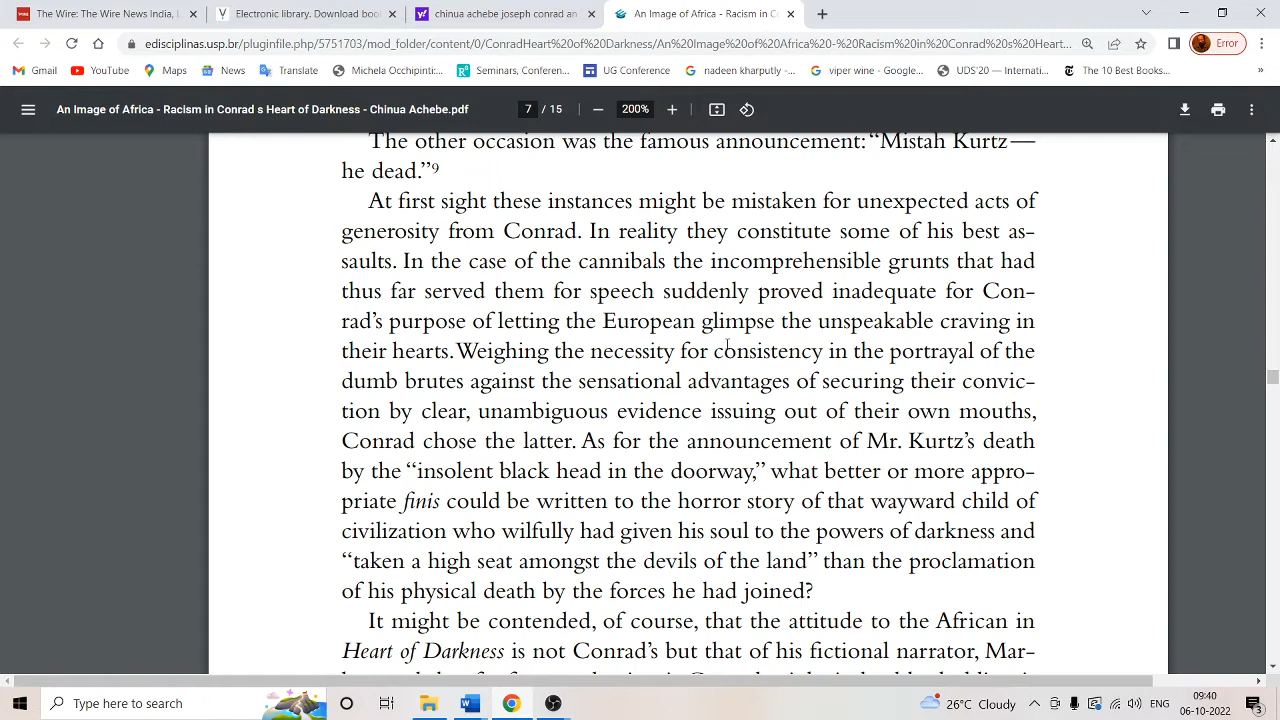 The Wire: The Wire News India, l
Electronic library. Download boo
chinua achebe joseph conrad an
An Image of Africa - Racism in Co
edisciplinas.usp.br/pluginfile.php/5751703/mod_folder/content/0/ConradHeart%20of%20Darkness/An%20Image%20of%20Africa%20-%20Racism%20in%20Conrad%20s%20Heart...
Error
Gmail
YouTube
Maps
News
Translate
Michela Occhipinti:...
Seminars, Conferen...
UG Conference
nadeen kharputly -...
viper wine - Google...
UDS'20 — Internati...
The 10 Best Books...
»
An Image of Africa - Racism in Conrad s Heart of Darkness - Chinua Achebe.pdf
7 / 15
200%
The other occasion was the famous announcement: “Mistah Kurtz—
he dead.”9
At first sight these instances might be mistaken for unexpected acts of
generosity from Conrad. In reality they constitute some of his best as-
saults. In the case of the cannibals the incomprehensible grunts that had
thus far served them for speech suddenly proved inadequate for Con-
rad’s purpose of letting the European glimpse the unspeakable craving in
their hearts. Weighing the necessity for consistency in the portrayal of the
dumb brutes against the sensational advantages of securing their convic-
tion by clear, unambiguous evidence issuing out of their own mouths,
Conrad chose the latter. As for the announcement of Mr. Kurtz’s death
by the “insolent black head in the doorway,” what better or more appro-
priate finis could be written to the horror story of that wayward child of
civilization who wilfully had given his soul to the powers of darkness and
“taken a high seat amongst the devils of the land” than the proclamation
of his physical death by the forces he had joined?
It might be contended, of course, that the attitude to the African in
Heart of Darkness is not Conrad’s but that of his fictional narrator, Mar-
Type here to search
26°C Cloudy
09:40
06-10-2022
3